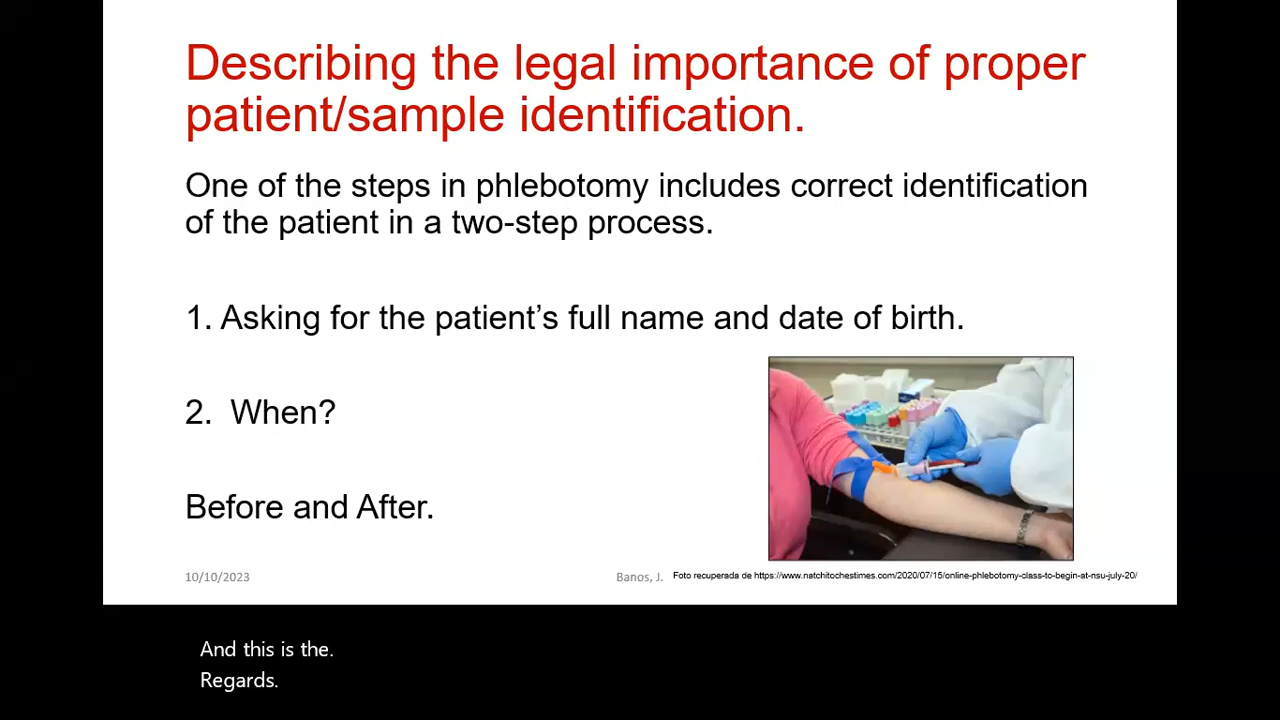 Describing the legal importance of proper
patient/sample identification.
One of the steps in phlebotomy includes correct identification
of the patient in a two-step process.
1. Asking for the patient’s full name and date of birth.
2. When?
Before and After.
10/10/2023
Banos, J.
Foto recuperada de https://www.natchitochestimes.com/2020/07/15/online-phlebotomy-class-to-begin-at-nsu-july-20/
And this is the.
Regards.